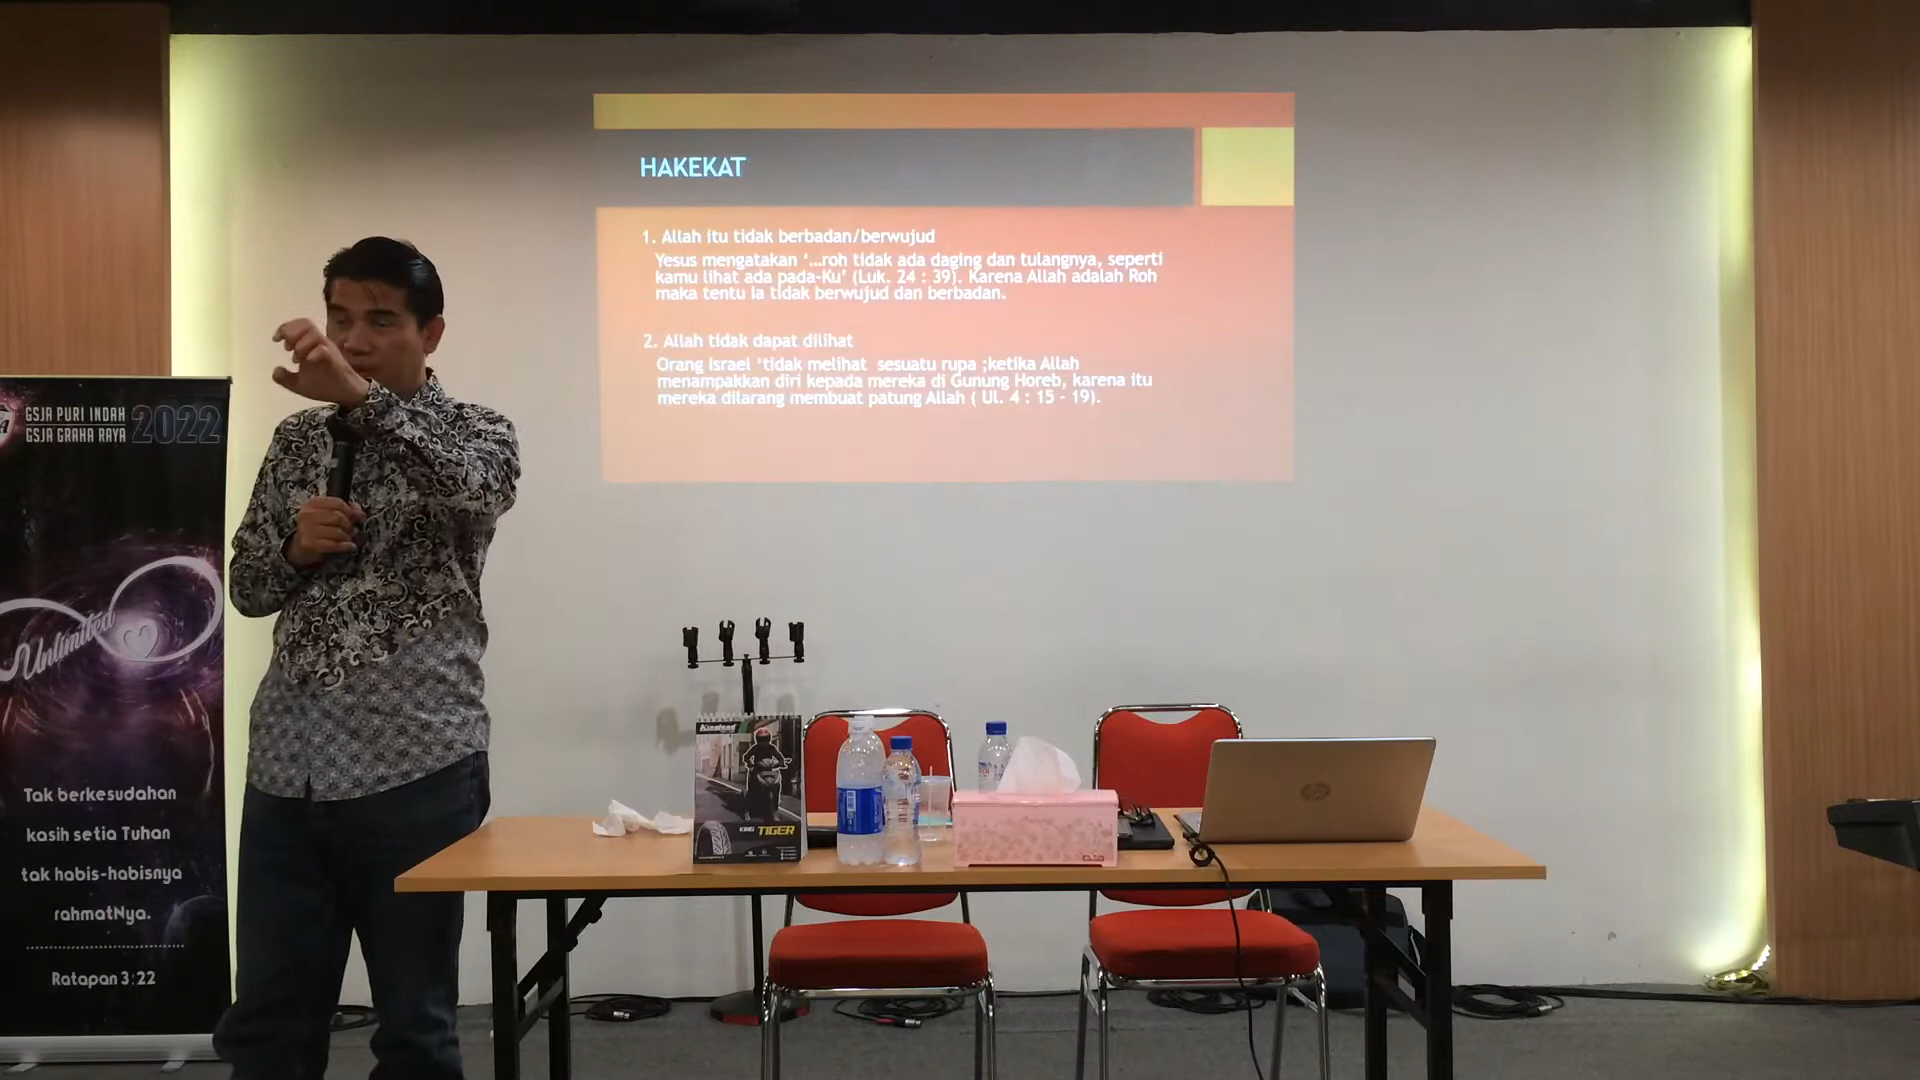 HAKEKAT
1. Allah itu tidak berbadan/berwujud
Yesus mengatakan ‘...roh tidak ada daging dan tulangnya, seperti
kamu lihat ada pada-Ku’ (Luk. 24 : 39). Karena Allah adalah Roh
maka tentu Ia tidak berwujud dan berbadan.
2. Allah tidak dapat dilihat
Orang Israel ‘tidak melihat sesuatu rupa ;ketika Allah
menampakkan diri kepada mereka di Gunung Horeb, karena itu
mereka dilarang membuat patung Allah ( Ul. 4 : 15 - 19).
GSJA PURI INDAH
GSJA GRAHA RAYA
2022
Unlimited
Tak berkesudahan
kasih setia Tuhan
tak habis-habisnya
rahmatNya.
Ratapan 3:22
Kingland
KING TIGER
hp